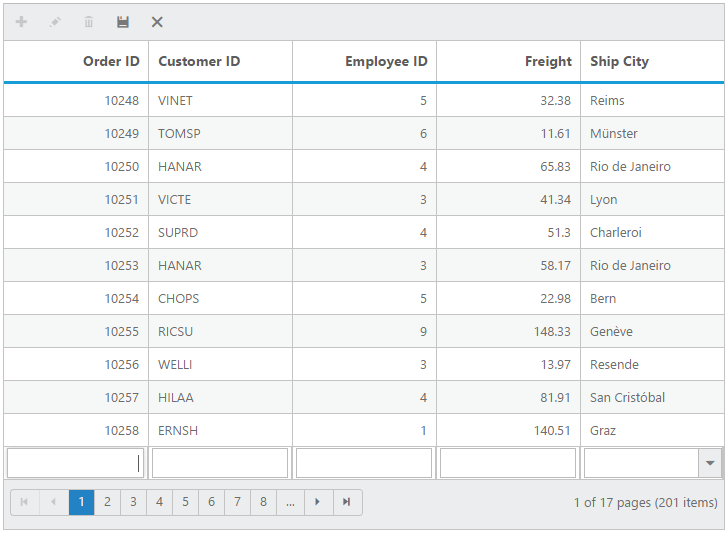 Order ID Customer ID Employee ID Freight Ship City
10248 VINET 5 32.38 Reims
10249 TOMSP 6 11.61 Münster
10250 HANAR 4 65.83 Rio de Janeiro
10251 VICTE 3 41.34 Lyon
10252 SUPRD 4 51.3 Charleroi
10253 HANAR 3 58.17 Rio de Janeiro
10254 CHOPS 5 22.98 Bern
10255 RICSU 9 148.33 Genève
10256 WELLI 3 13.97 Resende
10257 HILAA 4 81.91 San Cristóbal
10258 ERNSH 1 140.51 Graz
1 2 3 4 5 6 7 8 ... 1 of 17 pages (201 items)